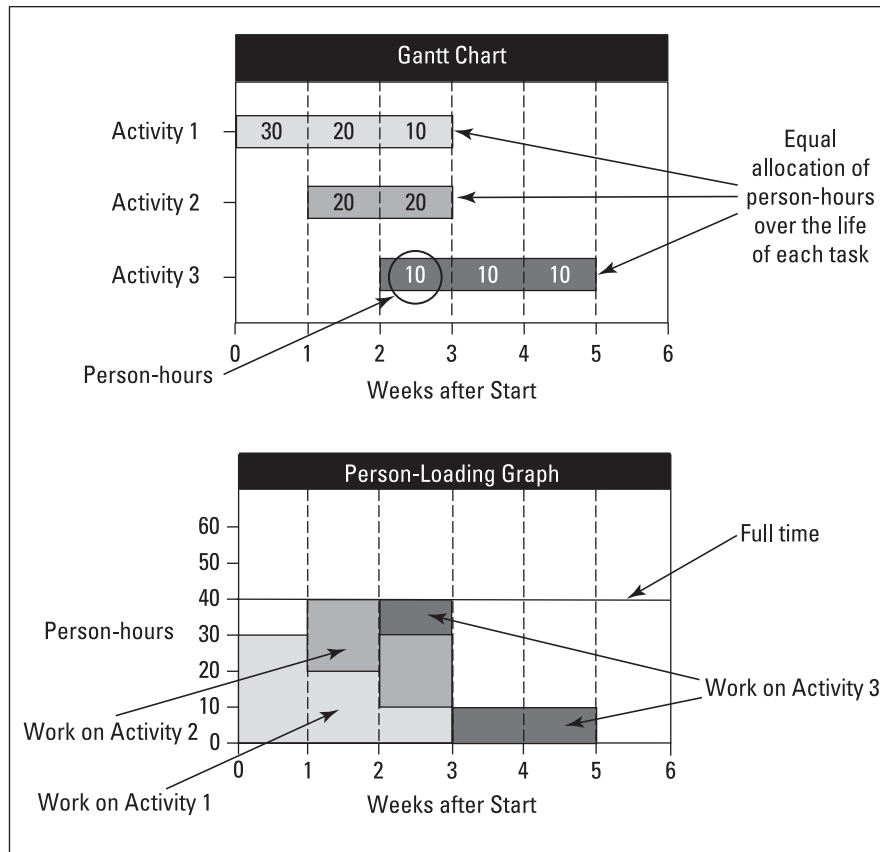 Gantt Chart
Activity 1
30 20 10
Activity 2
20 20
Activity 3
10 10 10
Equal
allocation of
person-hours
over the life
of each task
Person-hours
0 1 2 3 4 5 6
Weeks after Start
Person-Loading Graph
60
50
40
30
20
10
0
Person-hours
Full time
Work on Activity 3
Work on Activity 2
Work on Activity 1
0 1 2 3 4 5 6
Weeks after Start